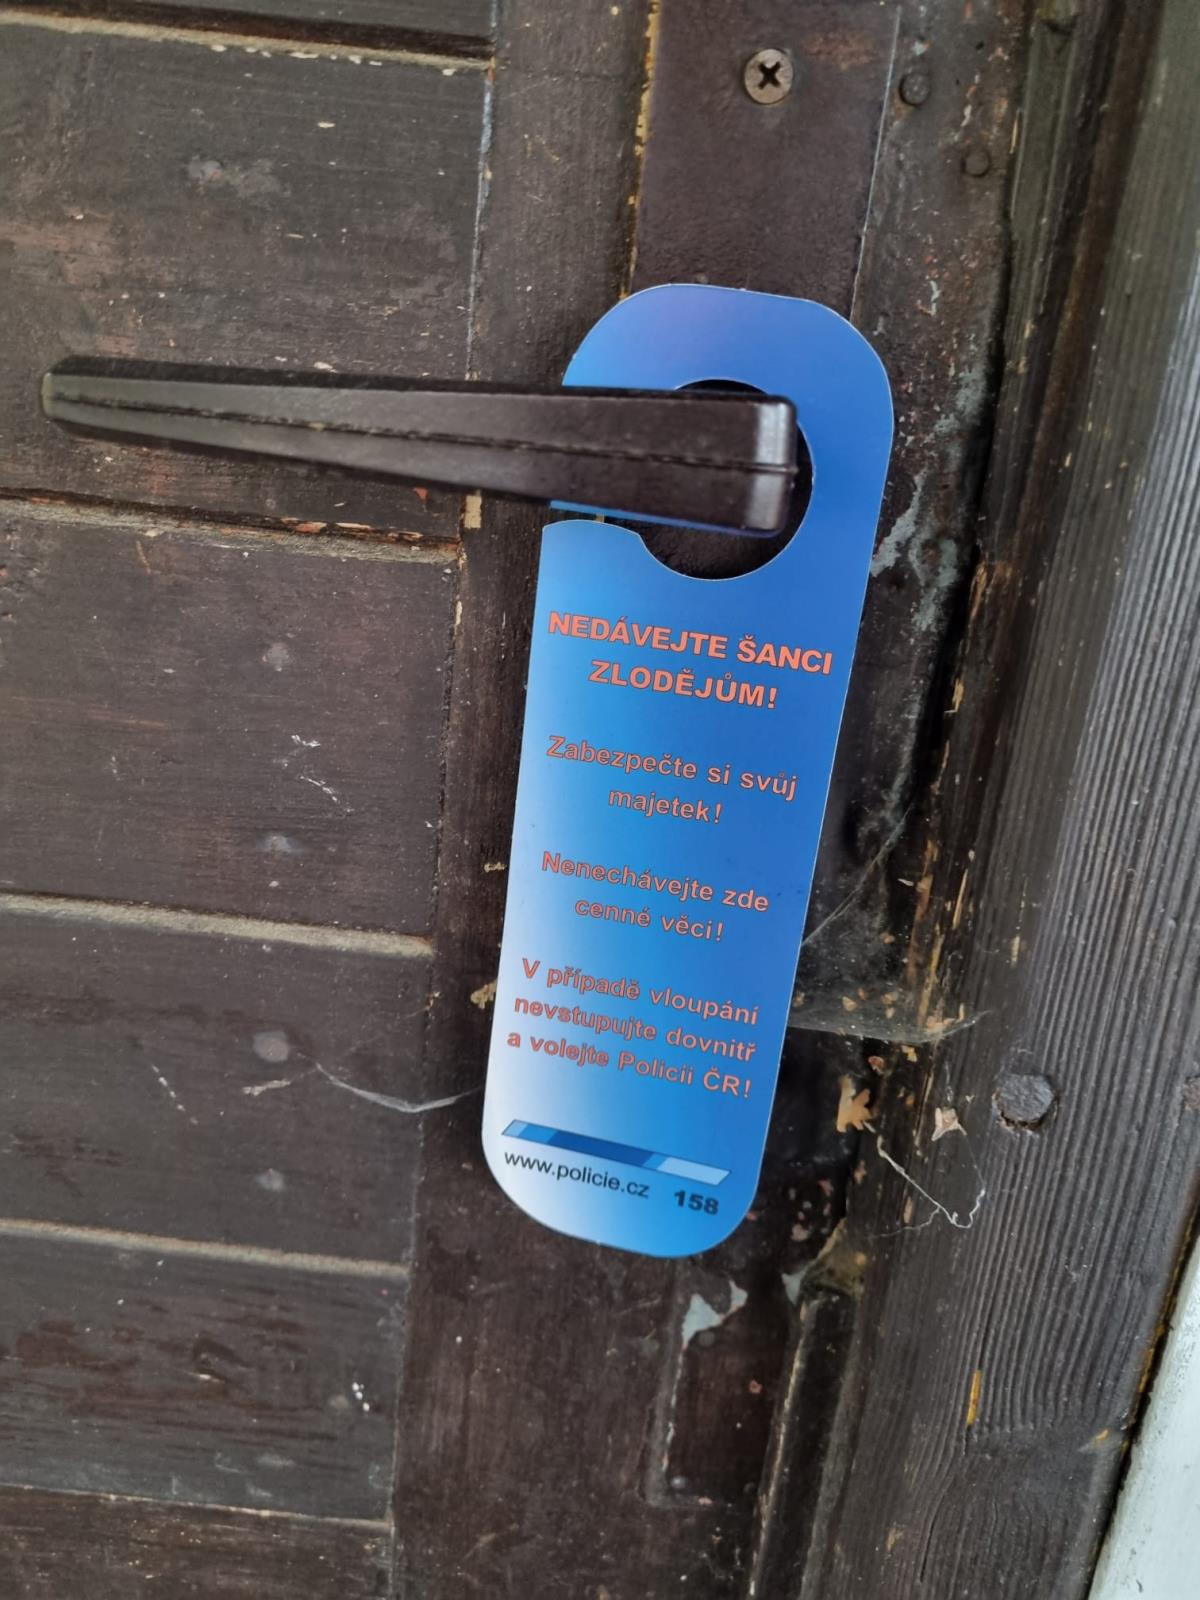 NEDÁVEJTE ŠANCI
ZLODĚJŮM!
Zabezpečte si svůj
majetek!
Nenechávejte zde
cenné věci!
V případě vloupání
nevstupujte dovnitř
a volejte Policii ČR!
www.policie.cz 158